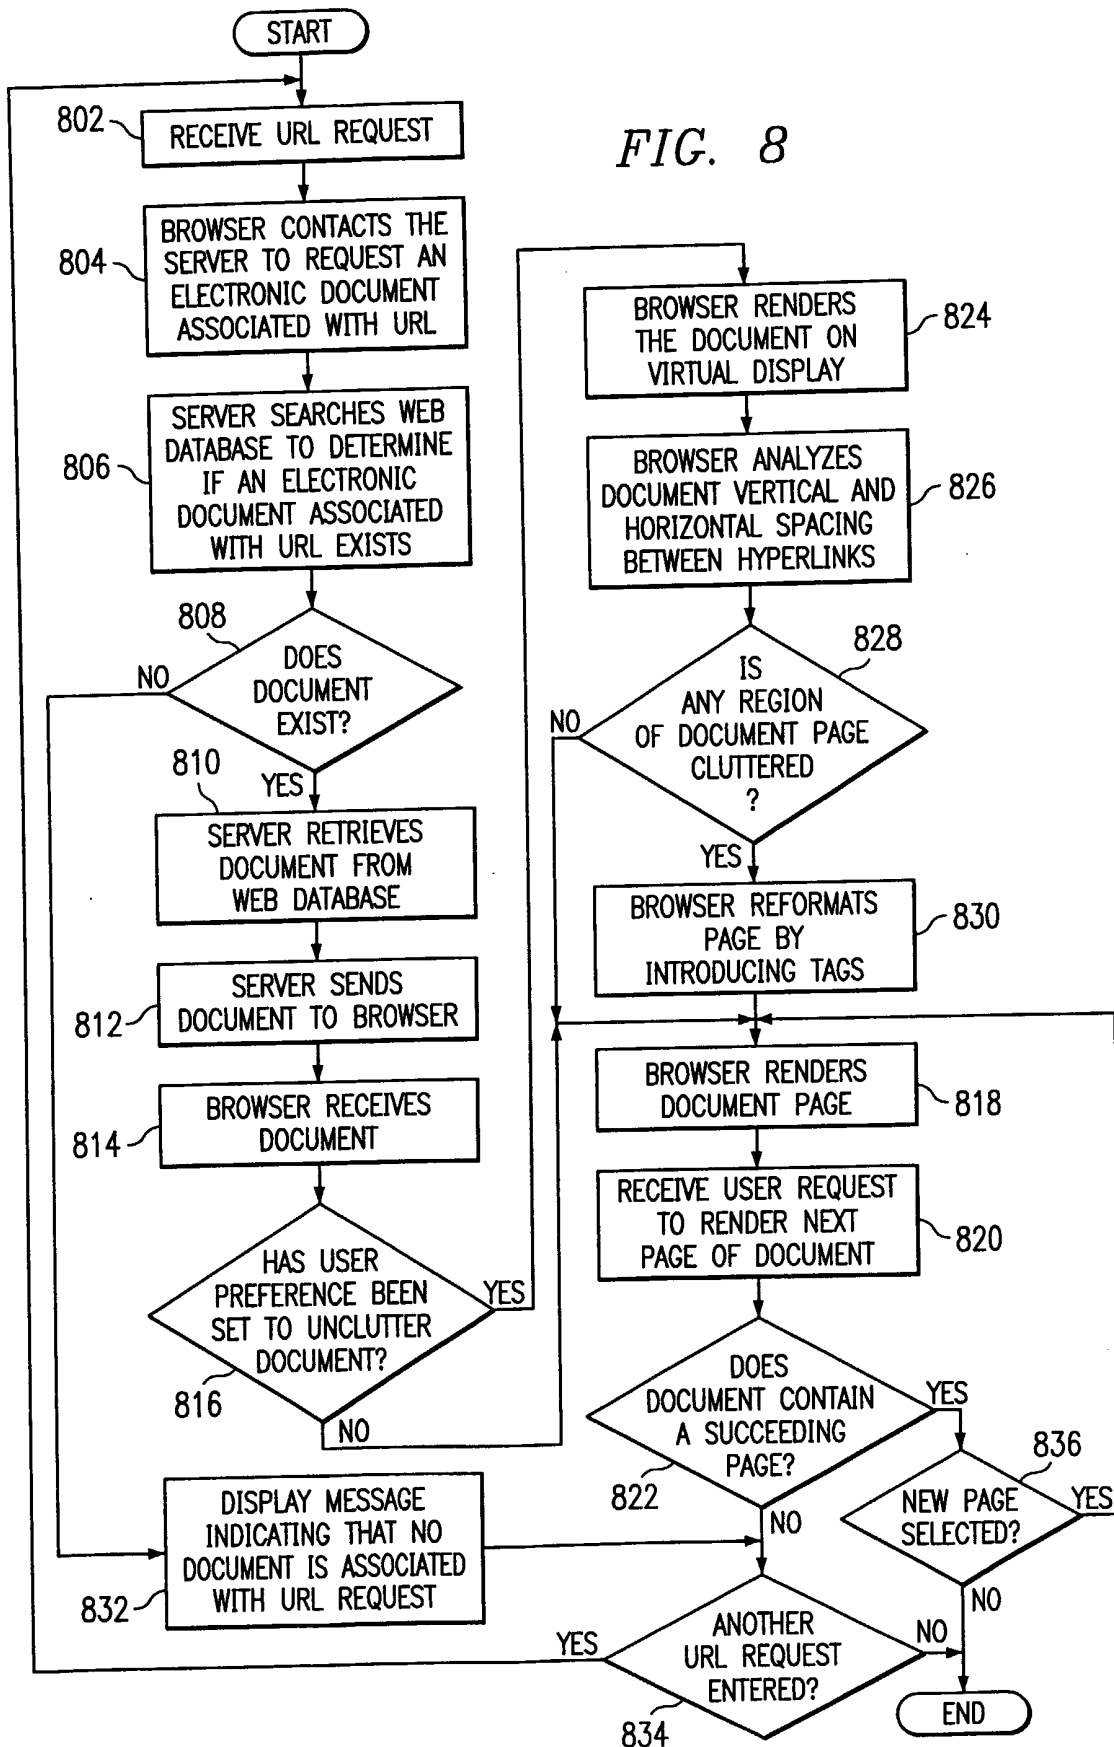 START
802
RECEIVE URL REQUEST
FIG. 8
804
BROWSER CONTACTS THE
SERVER TO REQUEST AN
ELECTRONIC DOCUMENT
ASSOCIATED WITH URL
806
SERVER SEARCHES WEB
DATABASE TO DETERMINE
IF AN ELECTRONIC
DOCUMENT ASSOCIATED
WITH URL EXISTS
808
NO
DOES
DOCUMENT
EXIST?
YES
810
SERVER RETRIEVES
DOCUMENT FROM
WEB DATABASE
812
SERVER SENDS
DOCUMENT TO BROWSER
814
BROWSER RECEIVES
DOCUMENT
HAS USER
PREFERENCE BEEN
SET TO UNCLUTTER
DOCUMENT?
YES
816
NO
DISPLAY MESSAGE
INDICATING THAT NO
DOCUMENT IS ASSOCIATED
WITH URL REQUEST
832
BROWSER RENDERS
THE DOCUMENT ON
VIRTUAL DISPLAY
824
BROWSER ANALYZES
DOCUMENT VERTICAL AND
HORIZONTAL SPACING
BETWEEN HYPERLINKS
826
828
NO
IS
ANY REGION
OF DOCUMENT PAGE
CLUTTERED
?
YES
BROWSER REFORMATS
PAGE BY
INTRODUCING TAGS
830
BROWSER RENDERS
DOCUMENT PAGE
818
RECEIVE USER REQUEST
TO RENDER NEXT
PAGE OF DOCUMENT
820
DOES
DOCUMENT CONTAIN
A SUCCEEDING
PAGE?
YES
822
NO
836
NEW PAGE
SELECTED?
YES
NO
YES
ANOTHER
URL REQUEST
ENTERED?
NO
834
END